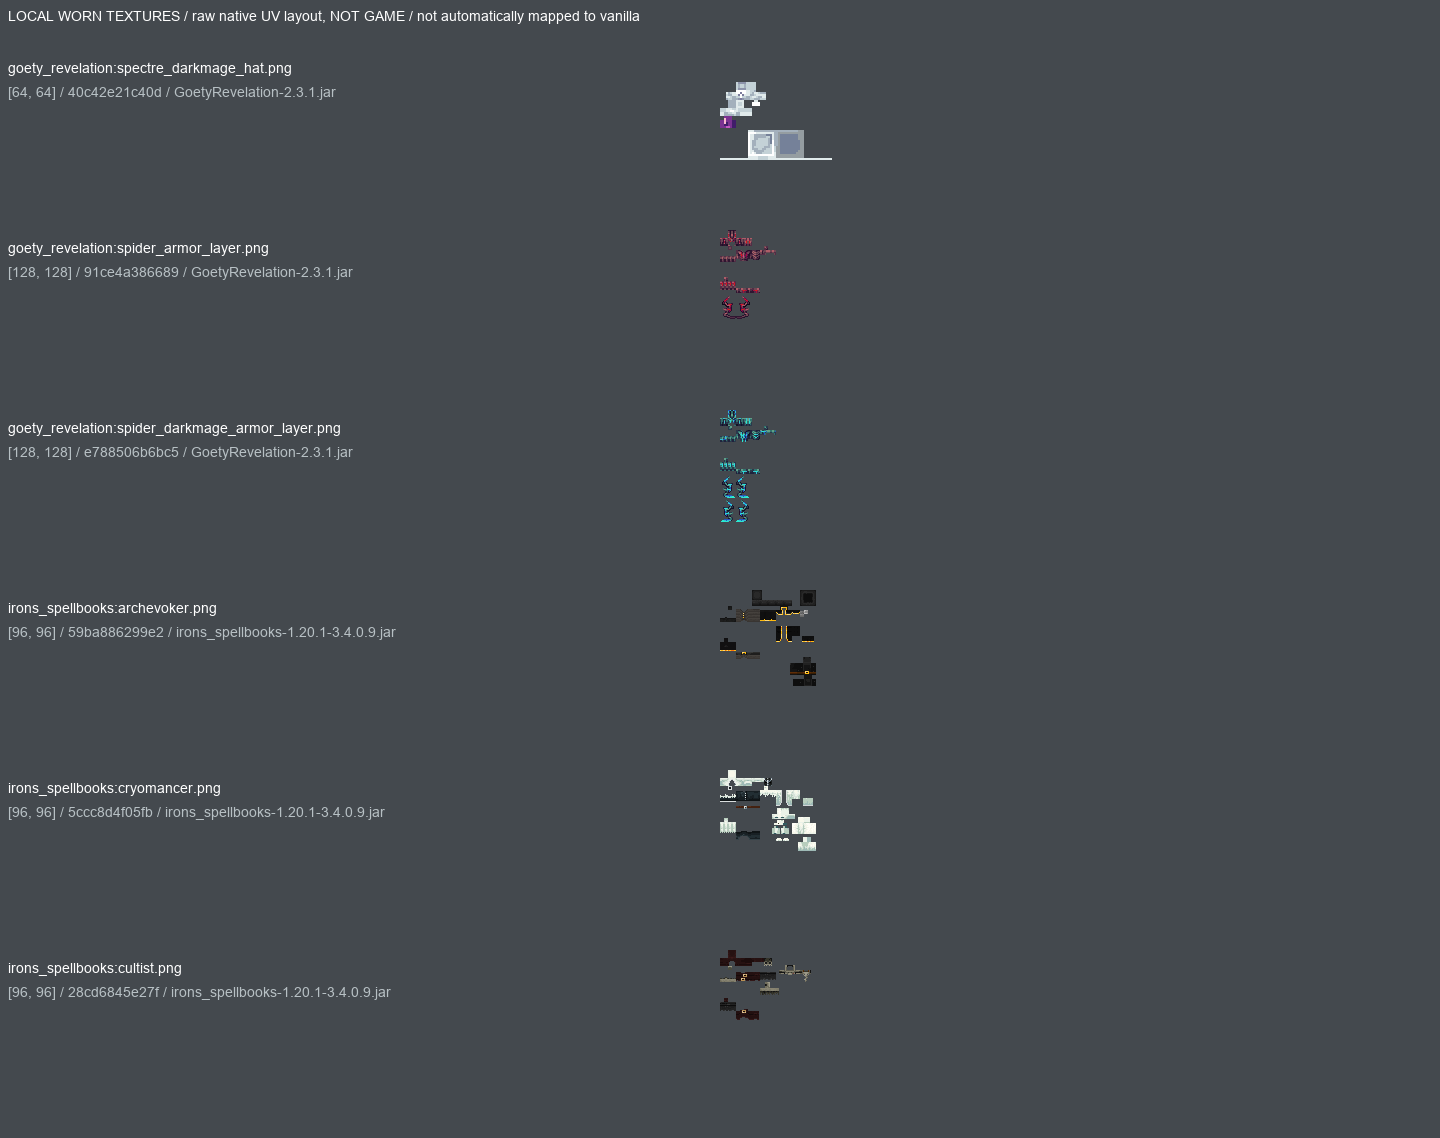 LOCAL WORN TEXTURES / raw native UV layout, NOT GAME / not automatically mapped to vanilla
goety_revelation:spectre_darkmage_hat.png
[64, 64] / 40c42e21c40d / GoetyRevelation-2.3.1.jar
goety_revelation:spider_armor_layer.png
[128, 128] / 91ce4a386689 / GoetyRevelation-2.3.1.jar
goety_revelation:spider_darkmage_armor_layer.png
[128, 128] / e788506b6bc5 / GoetyRevelation-2.3.1.jar
irons_spellbooks:archevoker.png
[96, 96] / 59ba886299e2 / irons_spellbooks-1.20.1-3.4.0.9.jar
irons_spellbooks:cryomancer.png
[96, 96] / 5ccc8d4f05fb / irons_spellbooks-1.20.1-3.4.0.9.jar
irons_spellbooks:cultist.png
[96, 96] / 28cd6845e27f / irons_spellbooks-1.20.1-3.4.0.9.jar